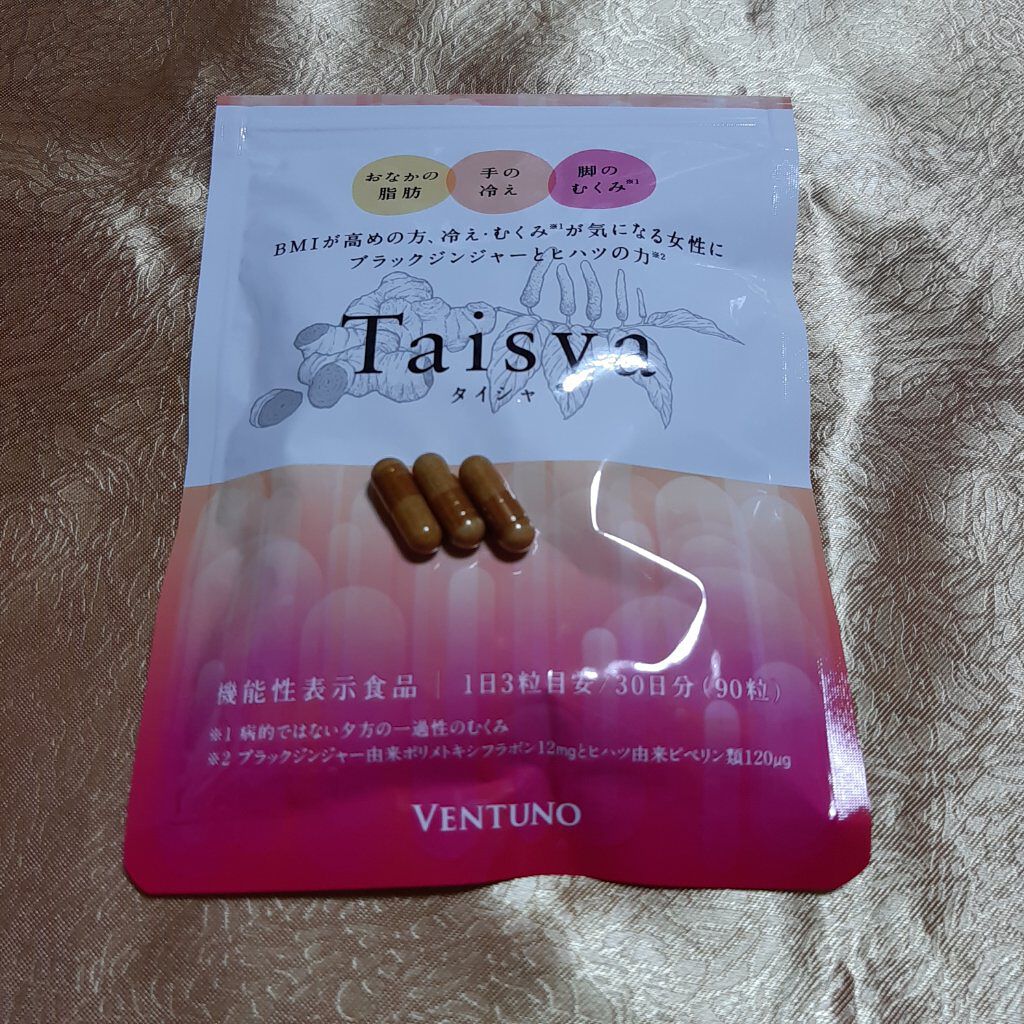 おなかの
脂肪
手の
冷え
脚の
むくみ※1
BMIが高めの方、冷え・むくみ※1が気になる女性に
ブラックジンジャーとヒハツの力※2
Taisya
タイシャ
機能性表示食品 | 1日3粒目安/30日分(90粒)
※1 病的ではない夕方の一過性のむくみ
※2 ブラックジンジャー由来ポリメトキシフラボン12mgとヒハツ由来ピペリン類120μg
VENTUNO